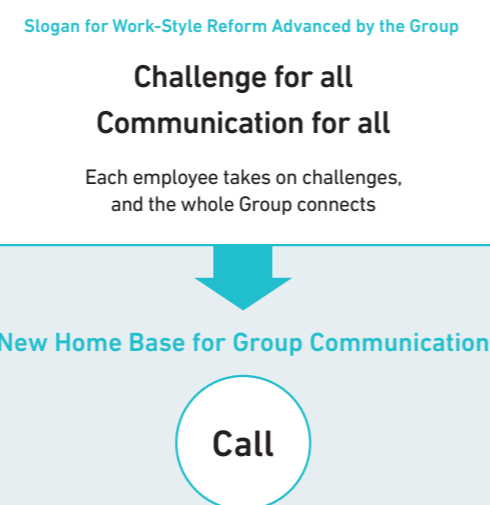 Slogan for Work-Style Reform Advanced by the Group
Challenge for all
Communication for all
Each employee takes on challenges,
and the whole Group connects
New Home Base for Group Communication
Call